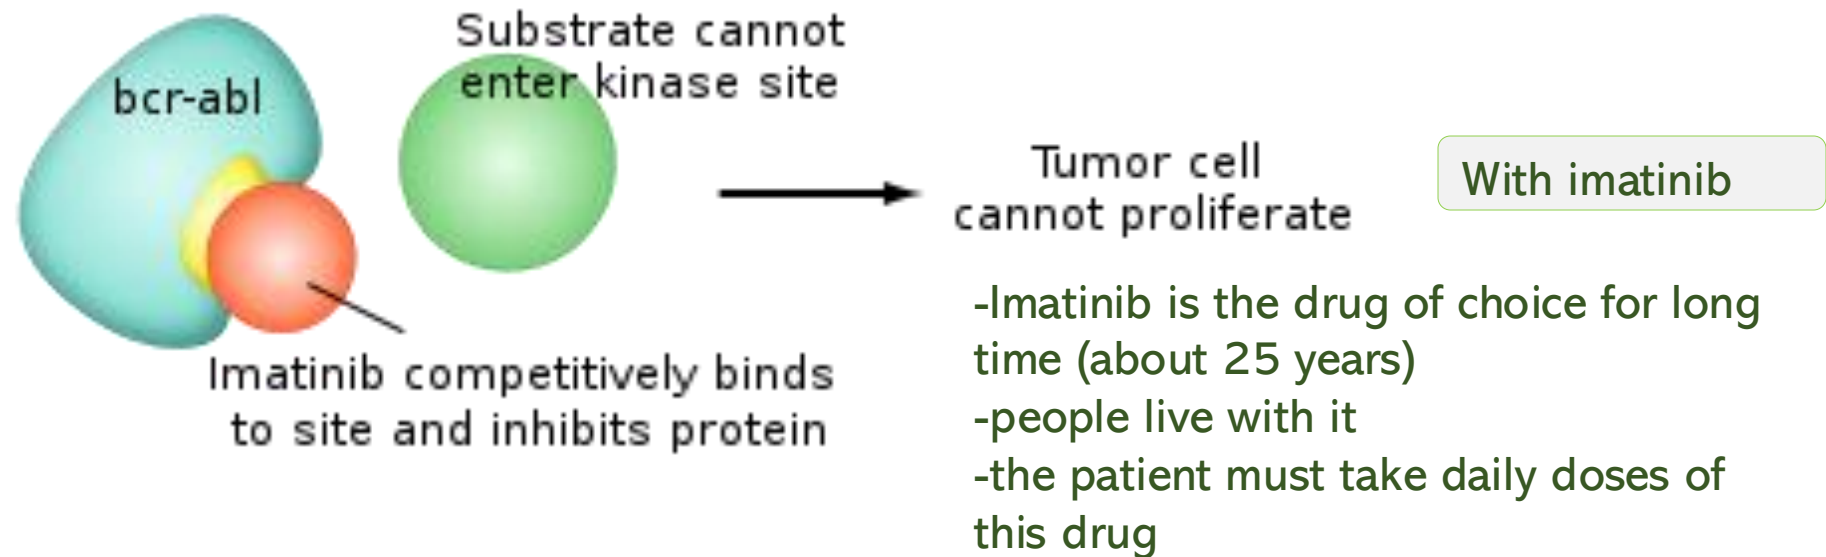 Substrate cannot
enter kinase site
bcr-abl
Tumor cell
cannot proliferate
With imatinib
Imatinib competitively binds
to site and inhibits protein
-Imatinib is the drug of choice for long
time (about 25 years)
-people live with it
-the patient must take daily doses of
this drug